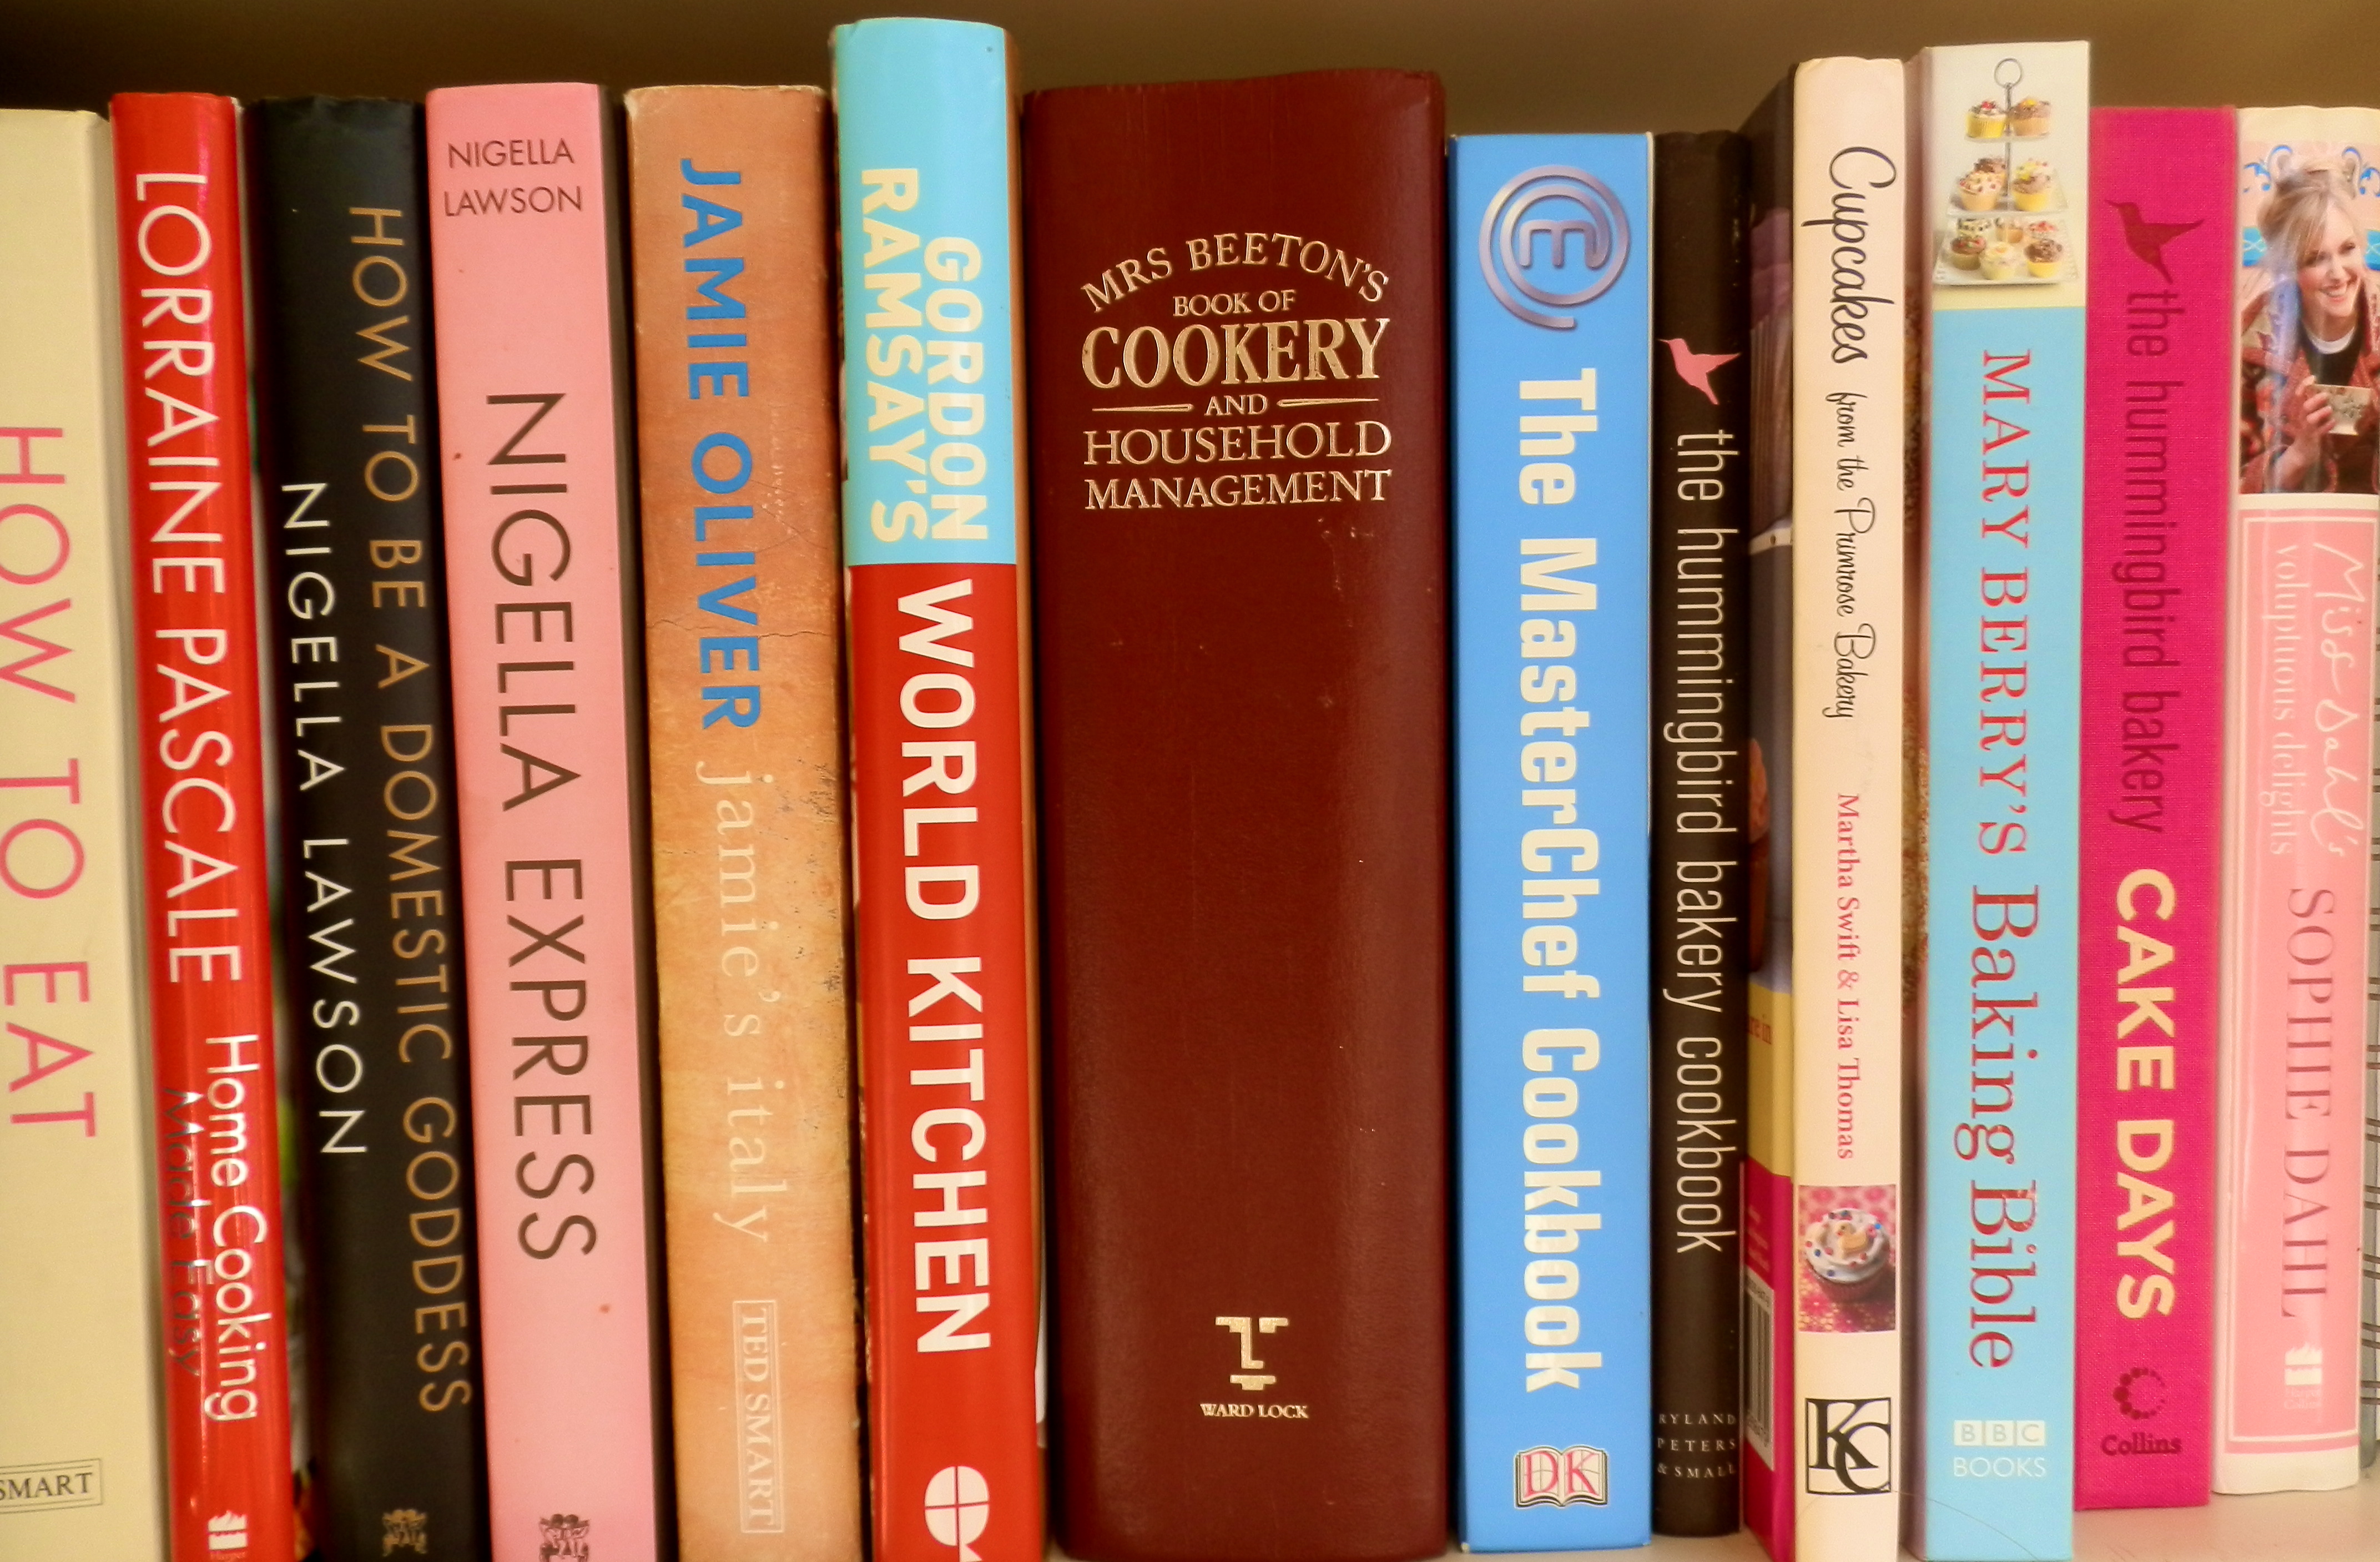 HOW TO EAT
SMART
LORRAINE PASCALE Home Cooking
Made Easy
Harper
HOW TO BE A DOMESTIC GODDESS
NIGELLA LAWSON
NIGELLA
LAWSON
NIGELLA EXPRESS
JAMIE OLIVER jamie's italy
TED SMART
GORDON
RAMSAY'S
WORLD KITCHEN
MRS BEETON'S
BOOK OF
COOKERY
AND
HOUSEHOLD
MANAGEMENT
WARD LOCK
The MasterChef Cookbook
DK
the hummingbird bakery cookbook
RYLAND
PETERS
& SMALL
Cupcakes from the Primrose Bakery
Martha Swift & Lisa Thomas
KC
MARY BERRY'S Baking Bible
BBC
BOOKS
the hummingbird bakery CAKE DAYS
Collins
Miss Dahl's
voluptuous delights
SOPHIE DAHL